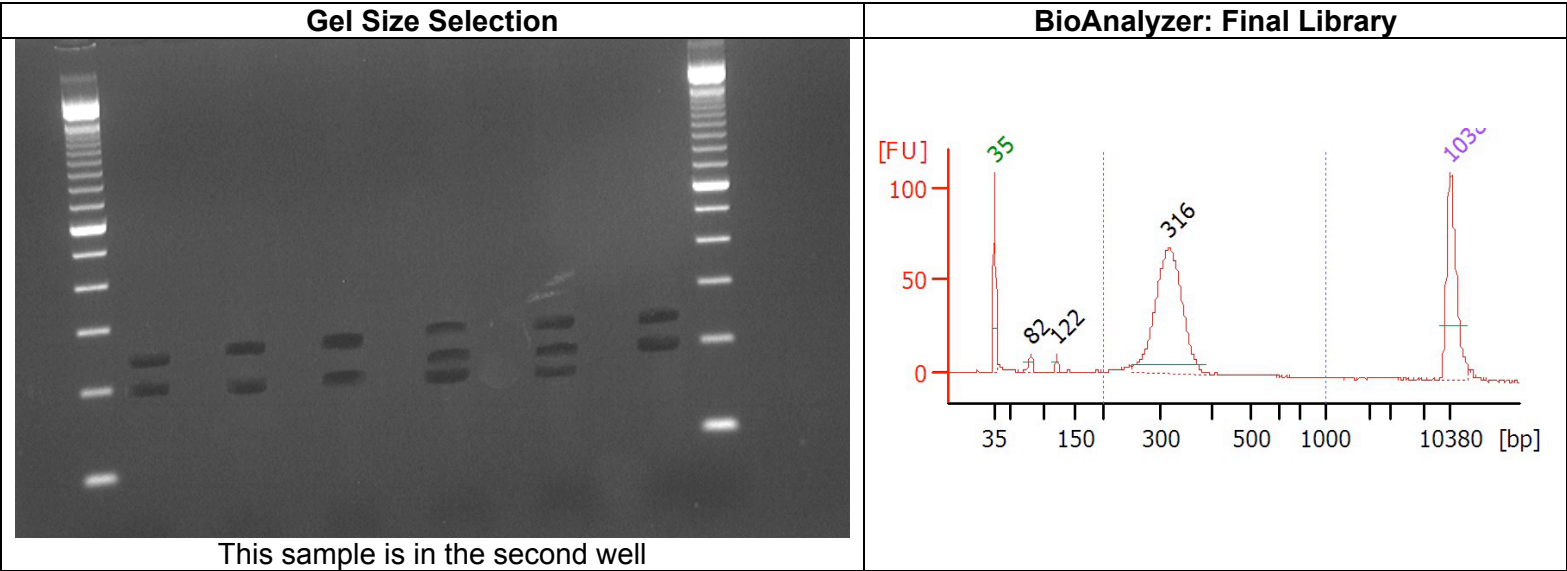 Gel Size Selection
BioAnalyzer: Final Library
This sample is in the second well
[FU]
100
50
0
35
82
122
316
35 150 300 500 1000 10380 [bp]